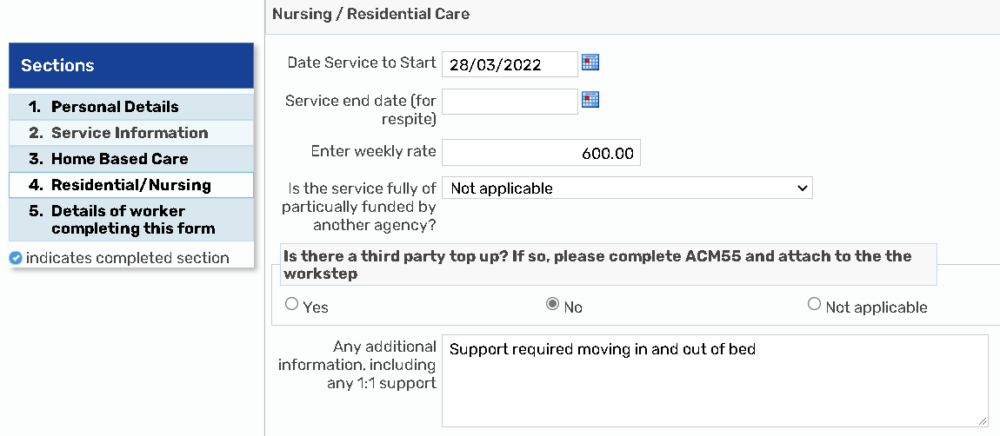 Nursing / Residential Care
Sections
1. Personal Details
2. Service Information
3. Home Based Care
4. Residential/Nursing
5. Details of worker
completing this form
indicates completed section
Date Service to Start 28/03/2022
Service end date (for
respite)
Enter weekly rate 600.00
Is the service fully of Not applicable
particually funded by
another agency?
Is there a third party top up? If so, please complete ACM55 and attach to the the
workstep
Yes No Not applicable
Any additional Support required moving in and out of bed
information, including
any 1:1 support